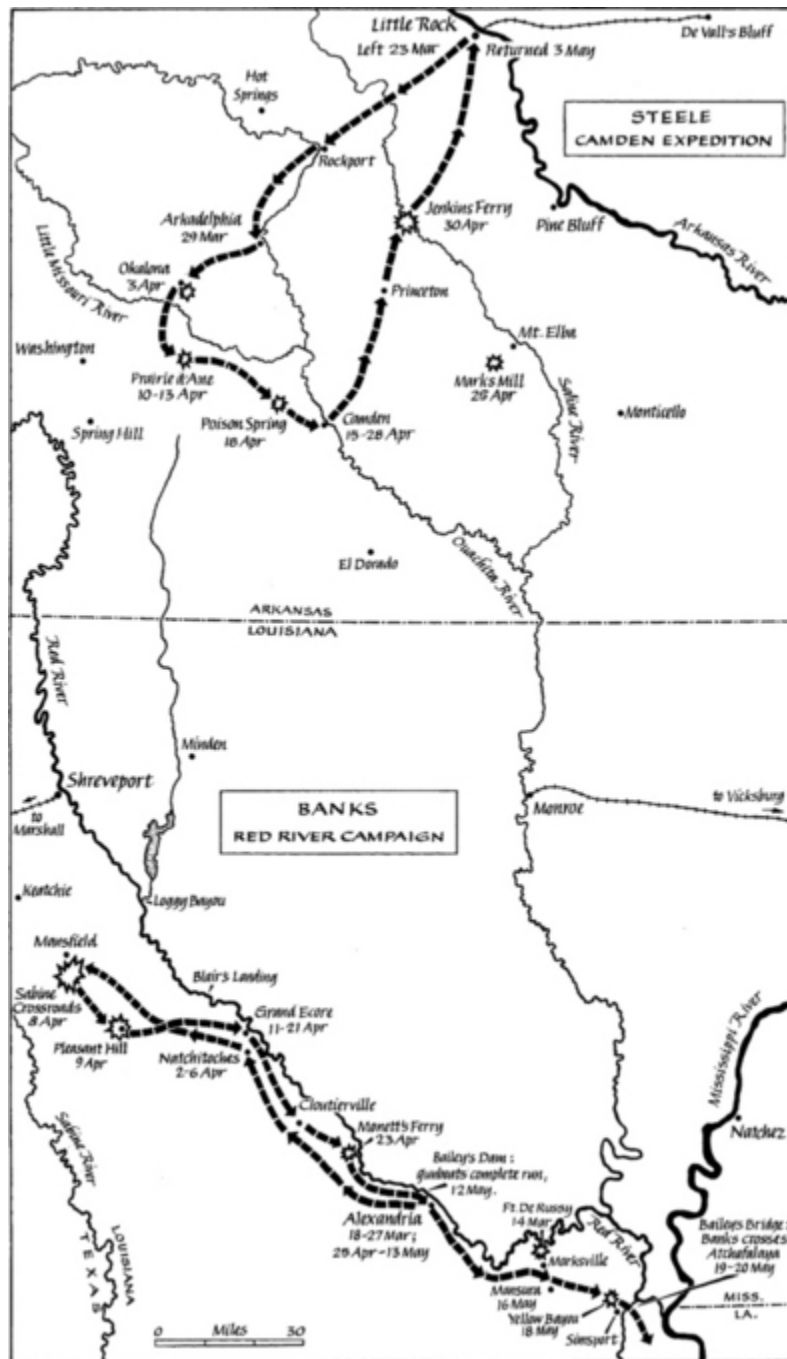 Little Rock
Left 23 Mar
Returned 3 May
De Vall's Bluff
Hot
Springs
STEELE
CAMDEN EXPEDITION
Rockport
Arkadelphia
29 Mar
Jenkins Ferry
30 Apr
Pine Bluff
Arkansas River
Little Missouri River
Okalona
3 Apr
Princeton
Washington
Mt. Elba
Prairie d'Ane
10-13 Apr
Mark's Mill
25 Apr
Saline River
Monticello
Spring Hill
Poison Spring
18 Apr
Camden
15-28 Apr
El Dorado
Ouachita River
ARKANSAS
LOUISIANA
Red River
Minden
Shreveport
to
Marshall
BANKS
RED RIVER CAMPAIGN
Monroe
to Vicksburg
Keatchie
Loggy Bayou
Mansfield
Blair's Landing
Sabine
Crossroads
8 Apr
Grand Ecore
11-21 Apr
Pleasant Hill
9 Apr
Natchitoches
2-6 Apr
Mississippi River
Cloutierville
Monett's Ferry
23 Apr
Natchez
Sabine River
Bailey's Dam:
gunboats complete run,
12 May.
Alexandria
18-27 Mar;
25 Apr-13 May
Ft. De Russy
14 Mar
Red River
Bailey's Bridge:
Banks crosses
Atchafalaya
19-20 May
Marksville
Mansura
16 May
Yellow Bayou
18 May
Simsport
MISS.
LA.
LOUISIANA
TEXAS
0 Miles 30